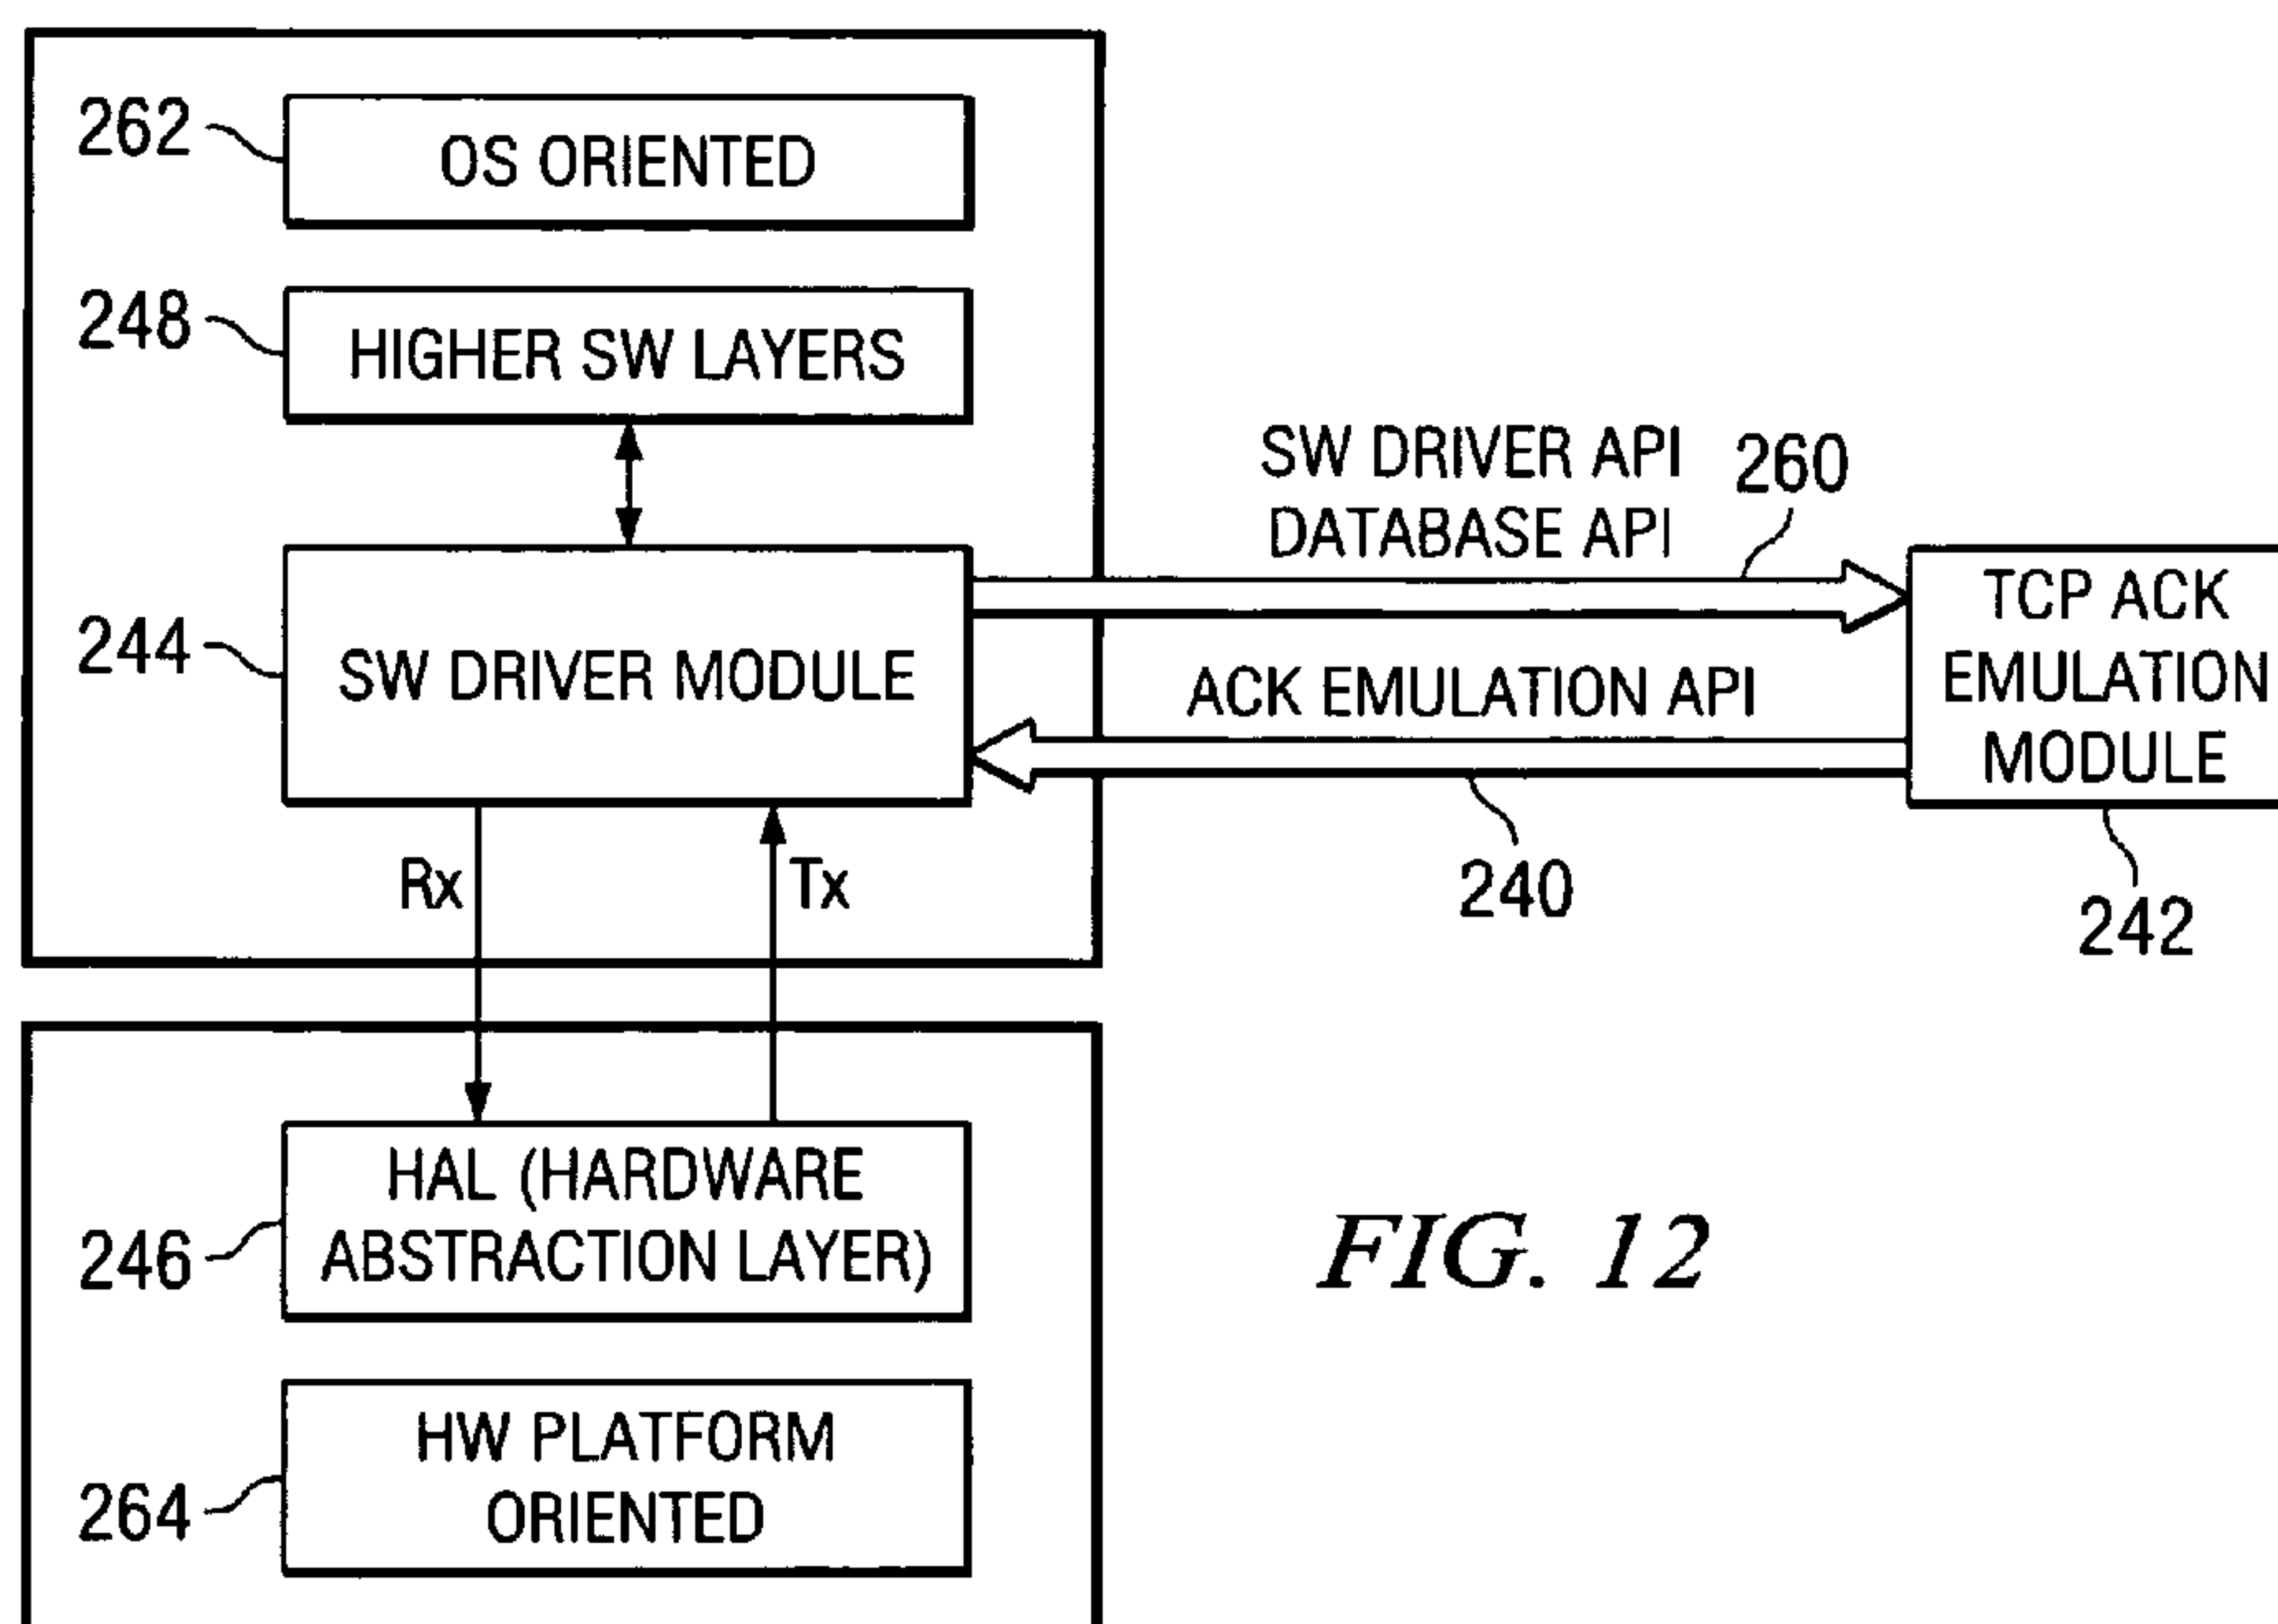 262
OS ORIENTED
248
HIGHER SW LAYERS
SW DRIVER API
DATABASE API
260
244
SW DRIVER MODULE
TCP ACK
EMULATION
MODULE
ACK EMULATION API
240
242
Rx
Tx
246
HAL (HARDWARE
ABSTRACTION LAYER)
FIG. 12
264
HW PLATFORM
ORIENTED